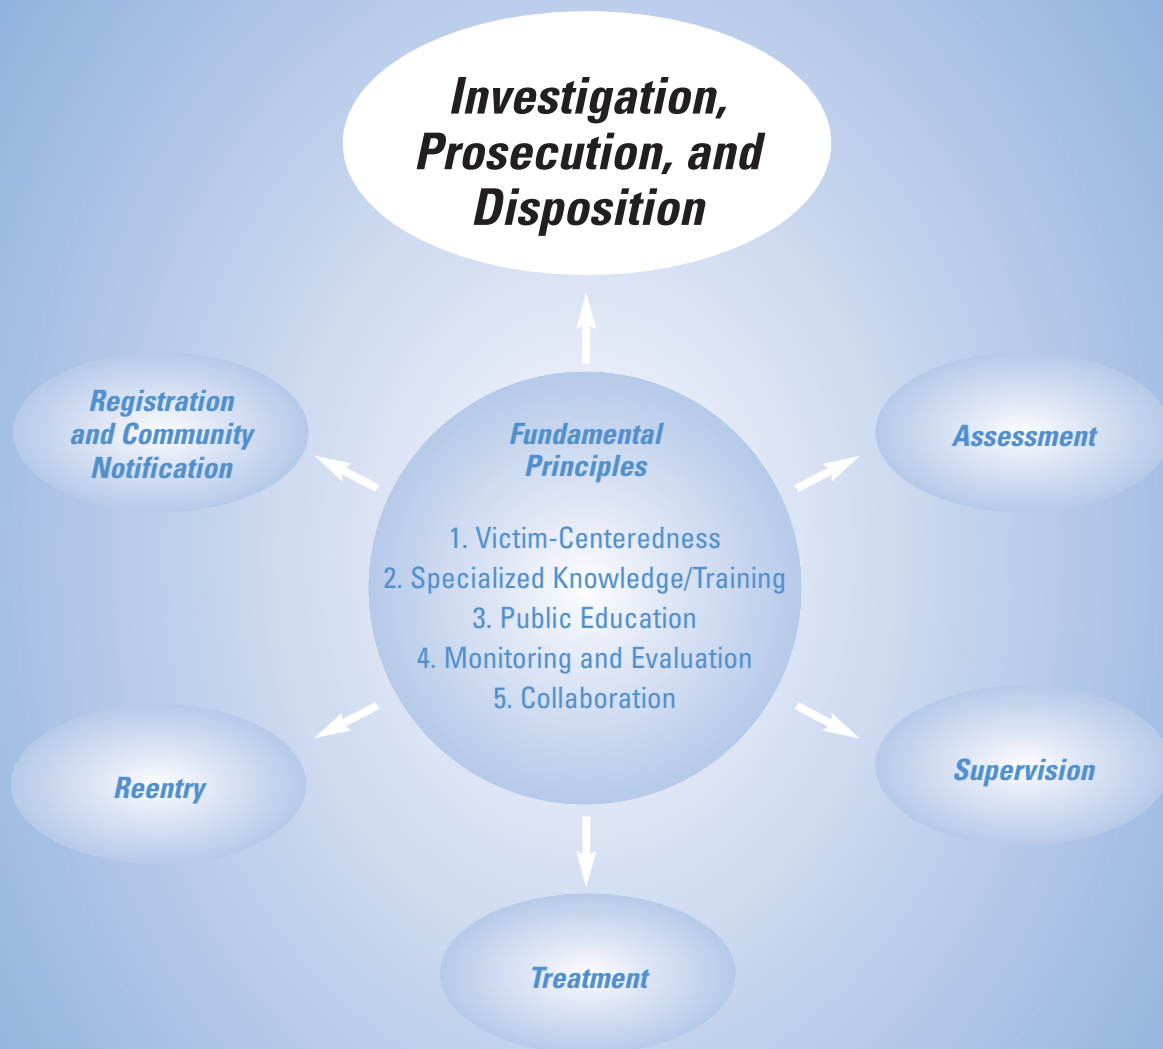 Investigation,
Prosecution, and
Disposition
Registration
and Community
Notification
Fundamental
Principles
Assessment
1. Victim-Centeredness
2. Specialized Knowledge/Training
3. Public Education
4. Monitoring and Evaluation
5. Collaboration
Reentry
Supervision
Treatment